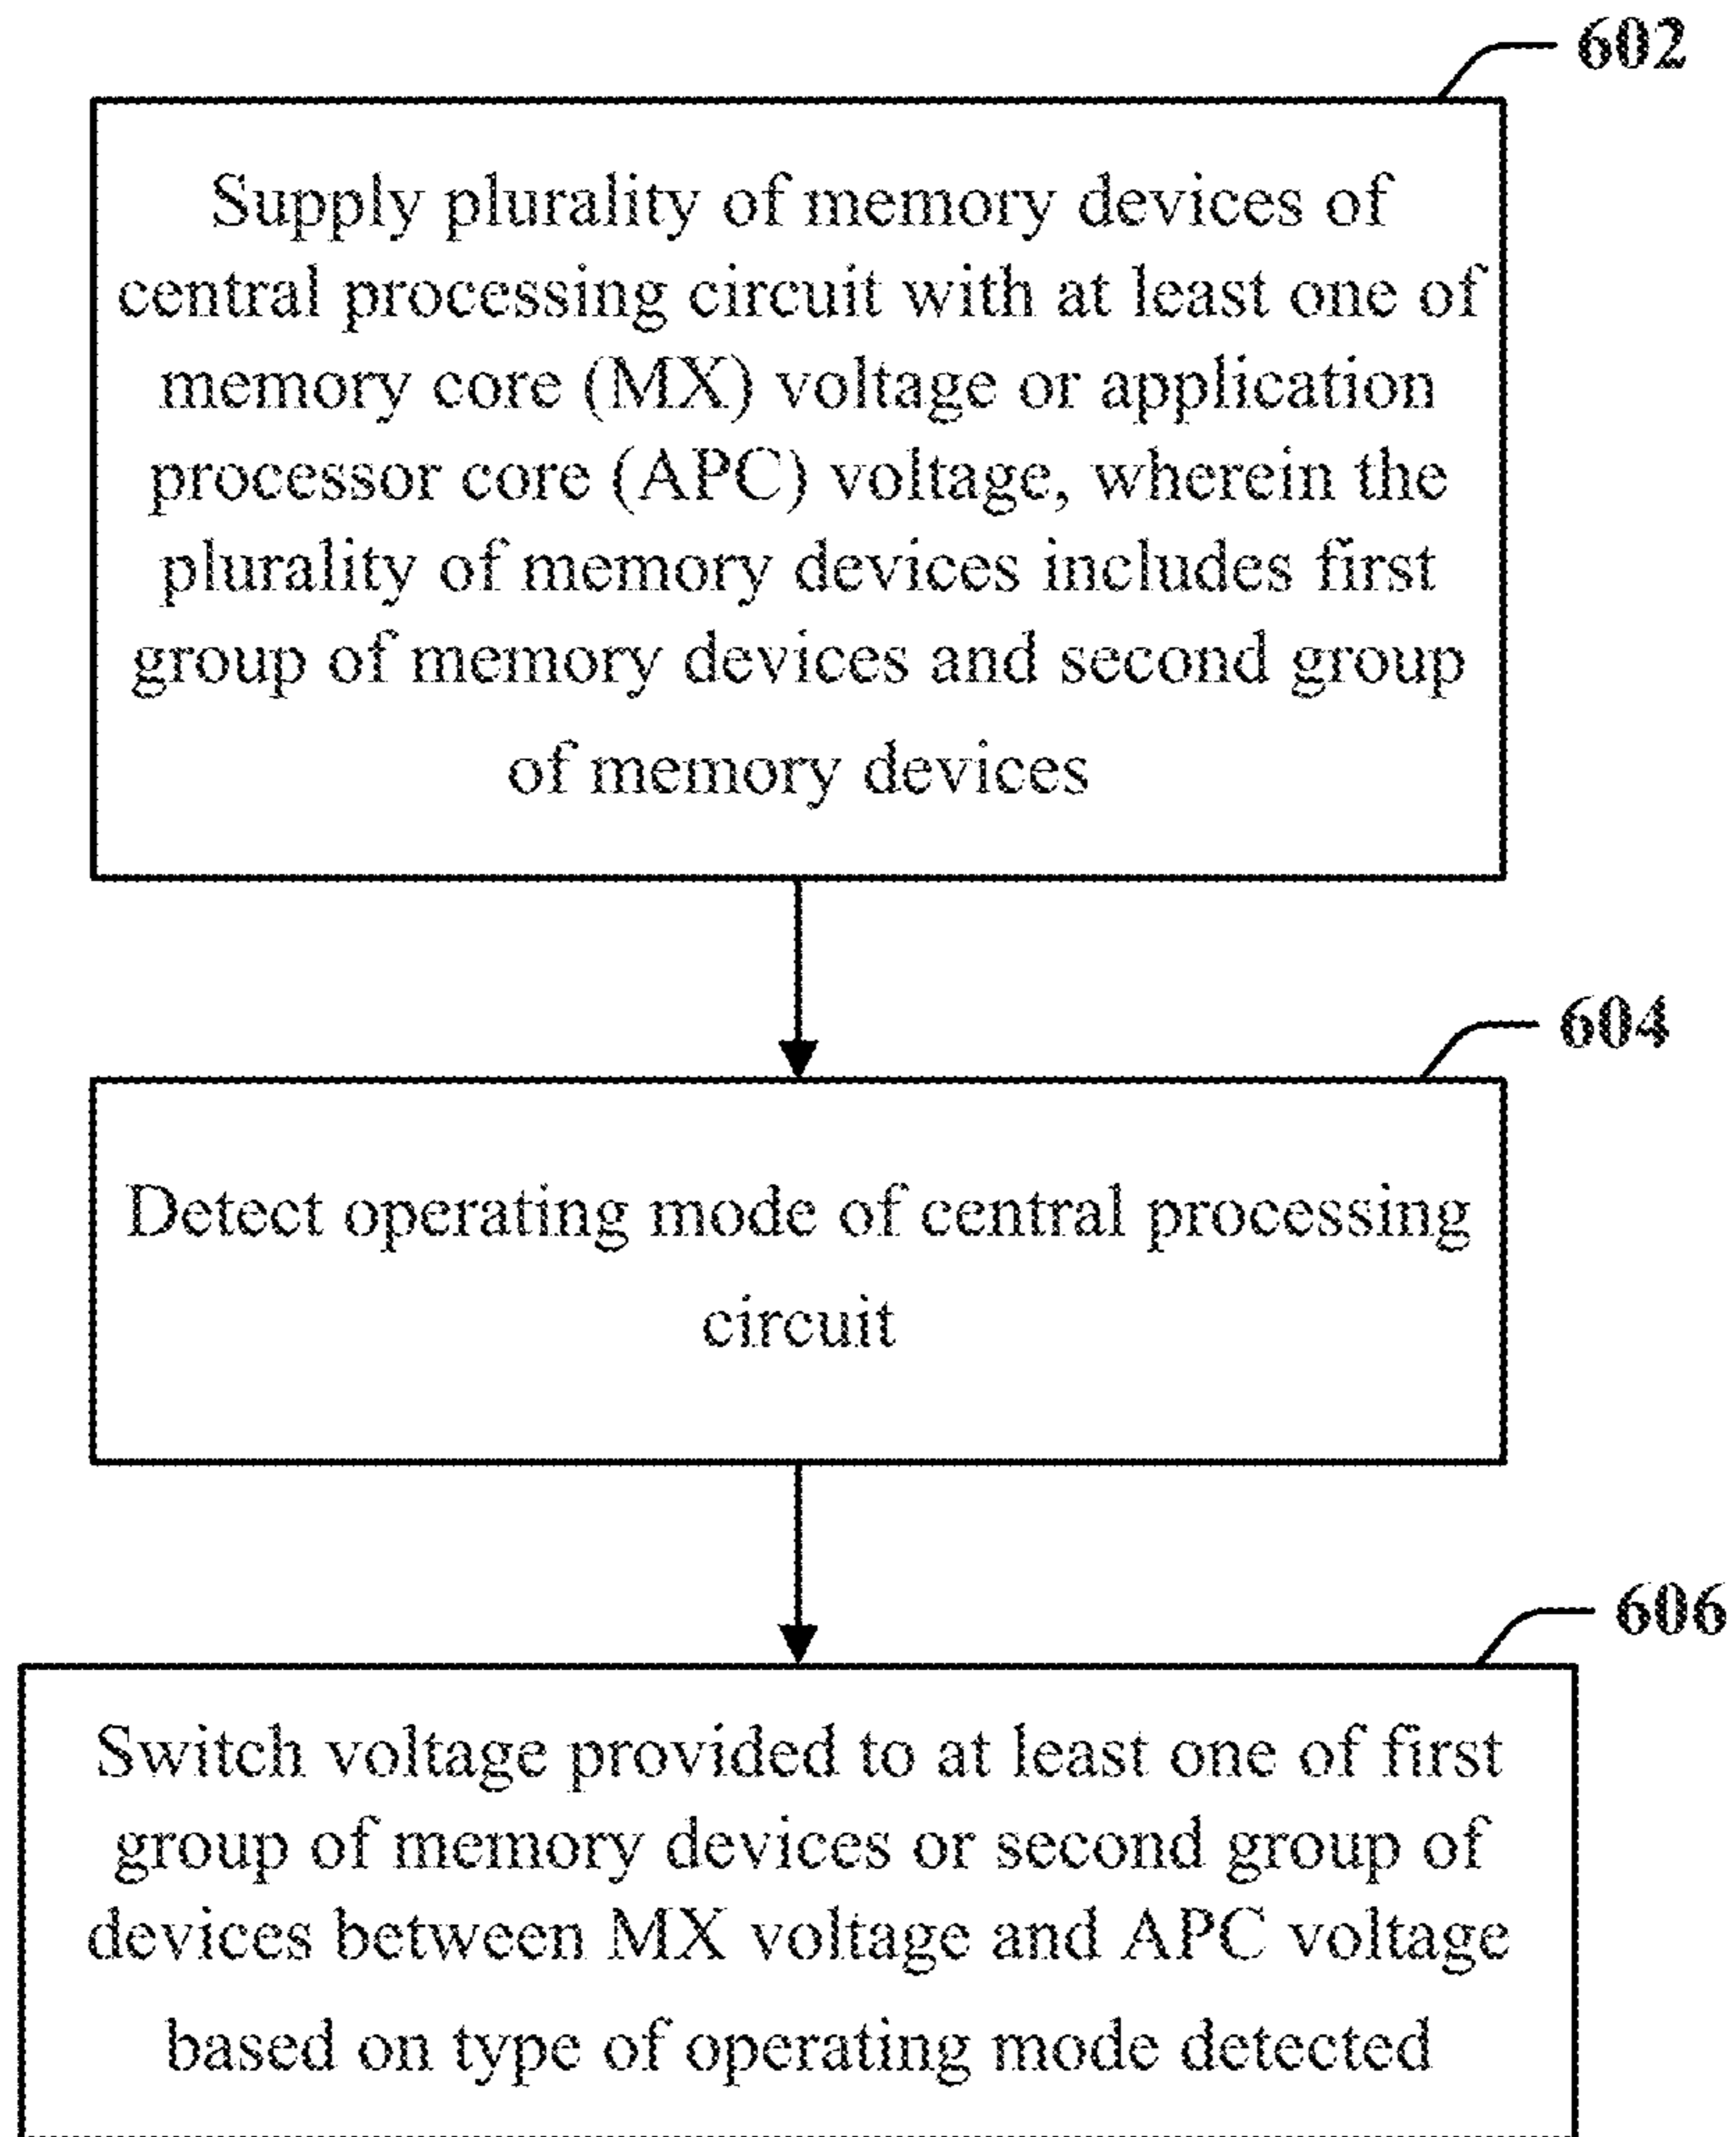 602
Supply plurality of memory devices of
central processing circuit with at least one of
memory core (MX) voltage or application
processor core (APC) voltage, wherein the
plurality of memory devices includes first
group of memory devices and second group
of memory devices
604
Detect operating mode of central processing
circuit
606
Switch voltage provided to at least one of first
group of memory devices or second group of
devices between MX voltage and APC voltage
based on type of operating mode detected